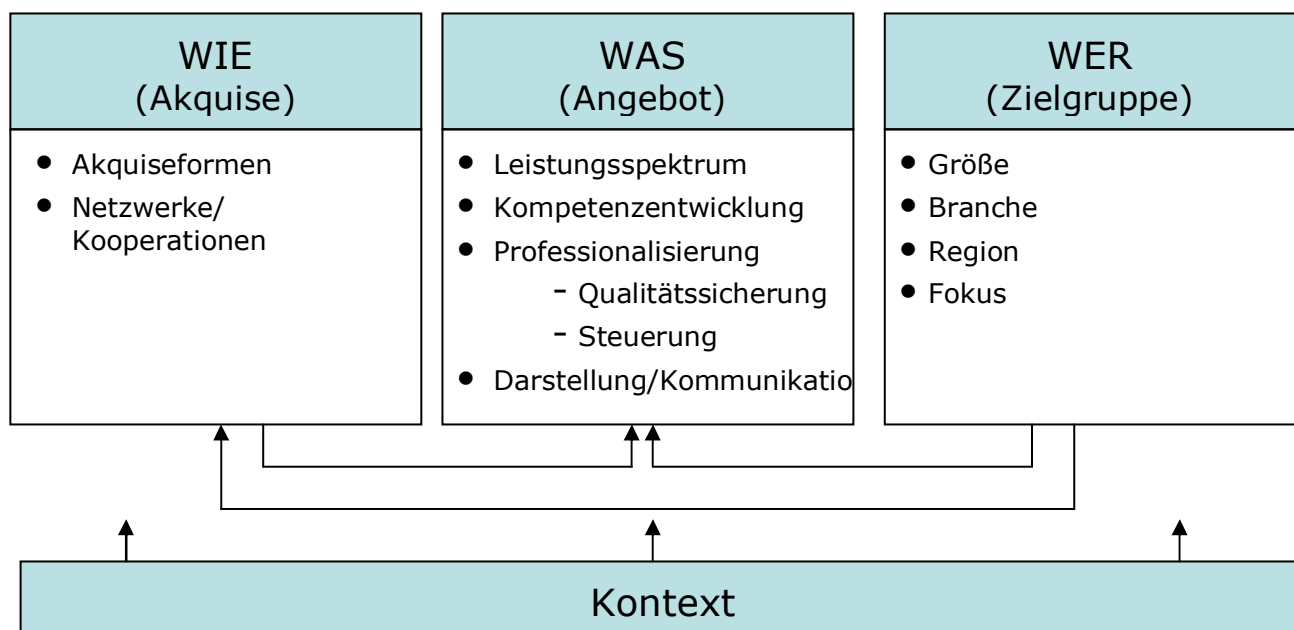 WIE
(Akquise)
• Akquiseformen
• Netzwerke/
Kooperationen
WAS
(Angebot)
• Leistungsspektrum
• Kompetenzentwicklung
• Professionalisierung
- Qualitätssicherung
- Steuerung
• Darstellung/Kommunikatio
WER
(Zielgruppe)
• Größe
• Branche
• Region
• Fokus
Kontext